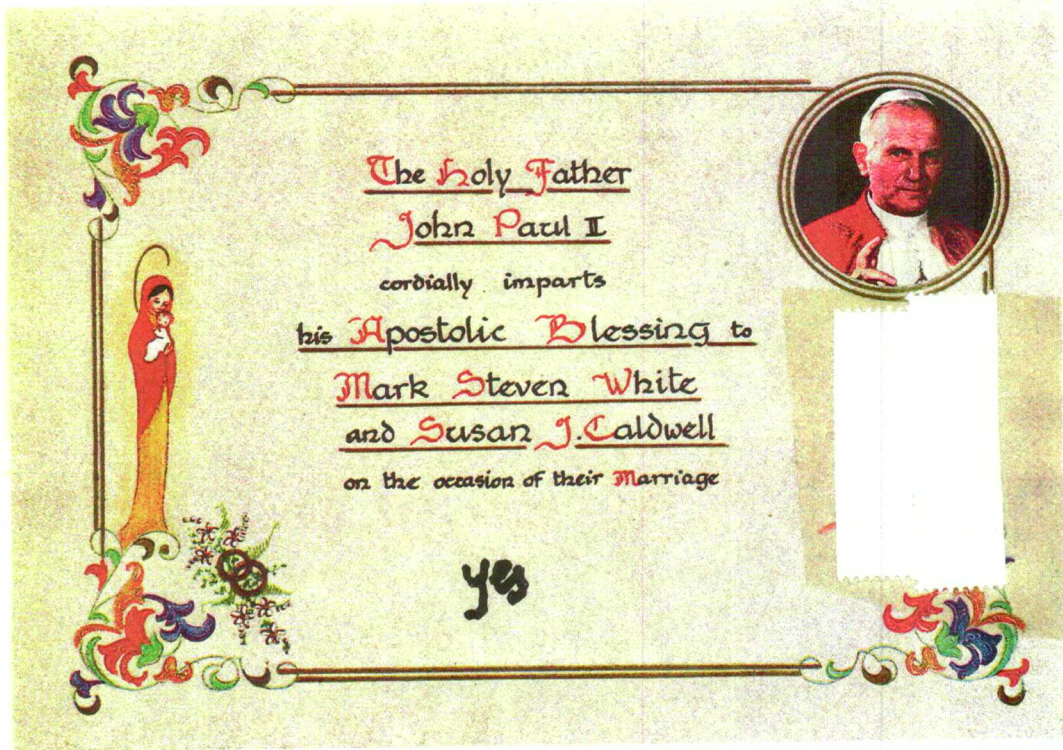 The Holy Father
John Paul II
cordially imparts
his Apostolic Blessing to
Mark Steven White
and Susan J. Caldwell
on the occasion of their Marriage
yes